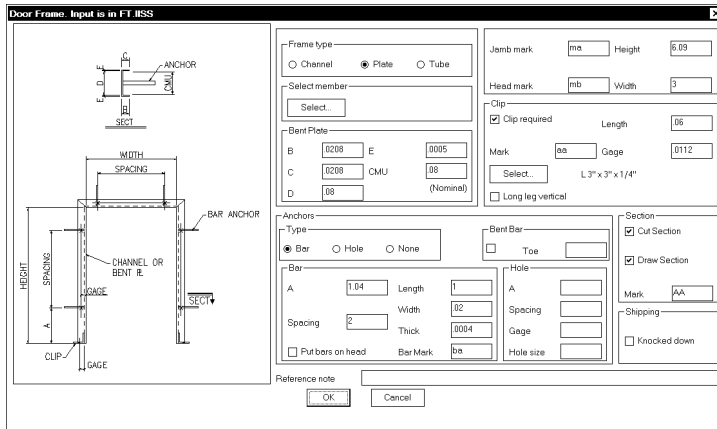 Door Frame. Input is in FT.IISS
C
ANCHOR
E
D
E
CMU
B
SECT
WIDTH
SPACING
BAR ANCHOR
HEIGHT
SPACING
CHANNEL OR
BENT PL
GAGE
SECT
A
CLIP
GAGE
Frame type
Channel
Plate
Tube
Select member
Select...
Bent Plate
B .0208 E .0005
C .0208 CMU .08
D .08 (Nominal)
Jamb mark ma Height 6.09
Head mark mb Width 3
Clip
Clip required Length .06
Mark aa Gage .0112
Select... L 3" x 3" x 1/4"
Long leg vertical
Anchors
Type
Bar
Hole
None
Bent Bar
Toe
Bar
A 1.04 Length 1
Width .02
Spacing 2
Thick .0004
Put bars on head Bar Mark ba
Hole
A
Spacing
Gage
Hole size
Section
Cut Section
Draw Section
Mark AA
Shipping
Knocked down
Reference note
OK
Cancel